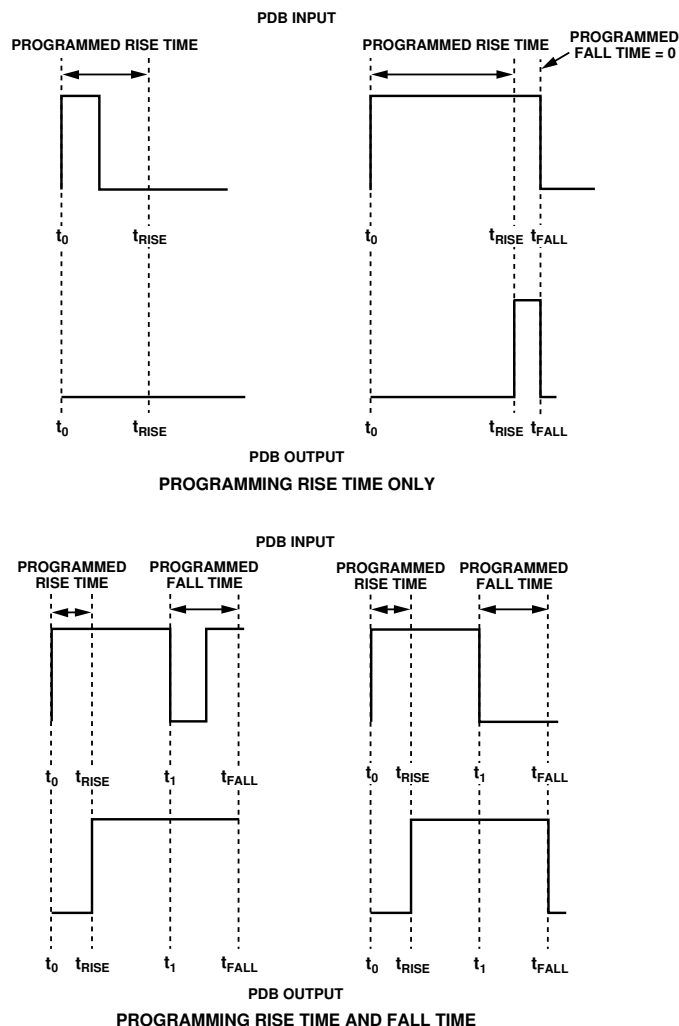 PDB INPUT
PROGRAMMED RISE TIME
PROGRAMMED RISE TIME
PROGRAMMED
FALL TIME = 0
t0
tRISE
t0
tRISE
tFALL
t0
tRISE
t0
tRISE
tFALL
PDB OUTPUT
PROGRAMMING RISE TIME ONLY
PDB INPUT
PROGRAMMED
RISE TIME
PROGRAMMED
FALL TIME
PROGRAMMED
RISE TIME
PROGRAMMED
FALL TIME
t0
tRISE
t1
tFALL
t0
tRISE
t1
tFALL
t0
tRISE
t1
tFALL
t0
tRISE
t1
tFALL
PDB OUTPUT
PROGRAMMING RISE TIME AND FALL TIME